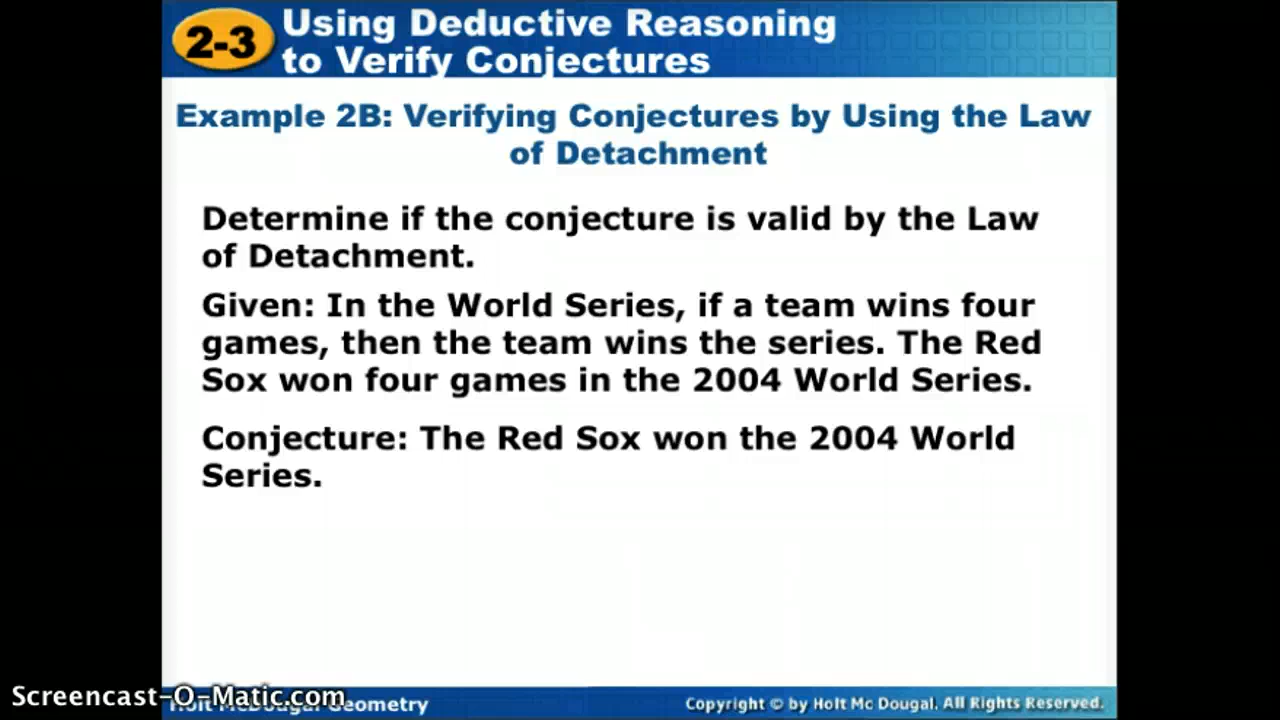 2-3
Using Deductive Reasoning
to Verify Conjectures
Example 2B: Verifying Conjectures by Using the Law
of Detachment
Determine if the conjecture is valid by the Law
of Detachment.
Given: In the World Series, if a team wins four
games, then the team wins the series. The Red
Sox won four games in the 2004 World Series.
Conjecture: The Red Sox won the 2004 World
Series.
Screencast-O-Matic.com
Holt McDougal Geometry
Copyright © by Holt Mc Dougal. All Rights Reserved.